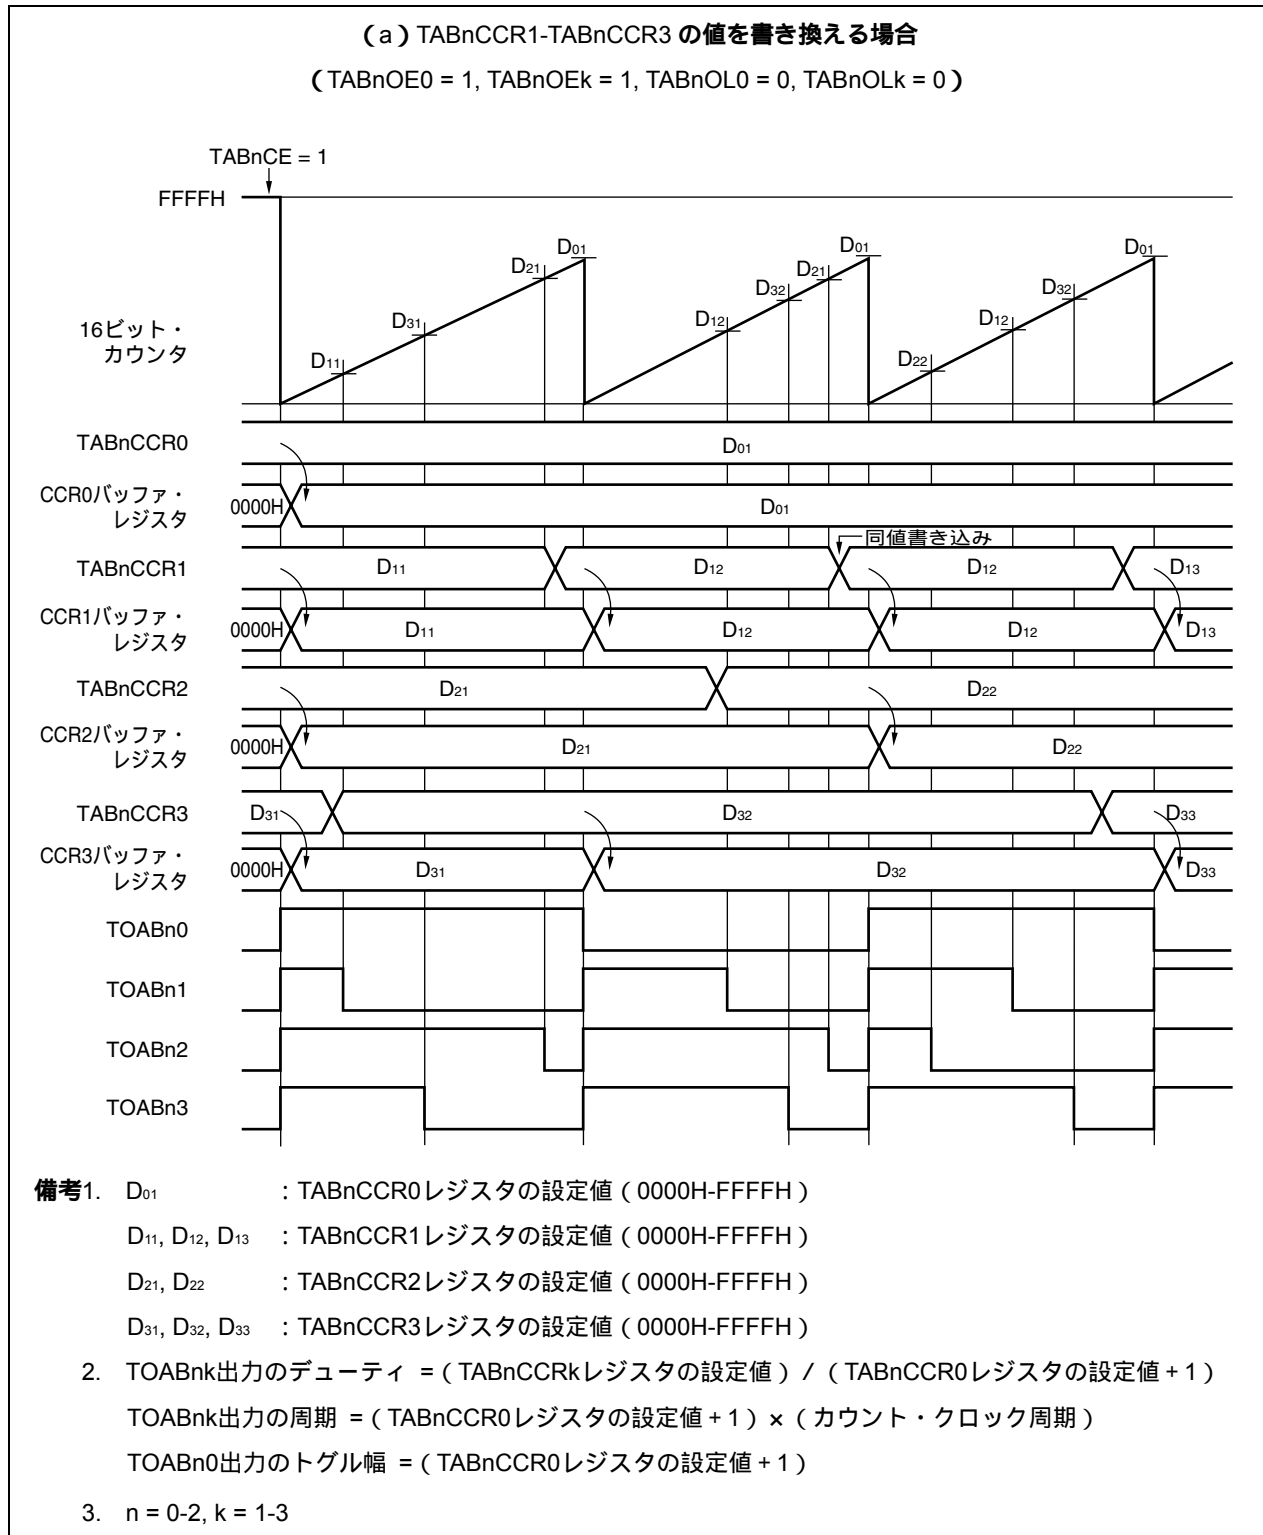 （a）TABnCCR1-TABnCCR3 の値を書き換える場合
（TABnOE0 = 1, TABnOEk = 1, TABnOL0 = 0, TABnOLk = 0）
TABnCE = 1
FFFFH
D01 D01 D01
D21 D32 D21 D32
D31 D12 D12
D11 D22
16ビット・
カウンタ
TABnCCR0 D01
CCR0バッファ・
レジスタ
0000H D01
同値書き込み
TABnCCR1 D11 D12 D12 D13
CCR1バッファ・
レジスタ
0000H D11 D12 D12 D13
TABnCCR2 D21 D22
CCR2バッファ・
レジスタ
0000H D21 D22
TABnCCR3 D31 D32 D33
CCR3バッファ・
レジスタ
0000H D31 D32 D33
TOABn0
TOABn1
TOABn2
TOABn3
備考1. D01 : TABnCCR0レジスタの設定値（0000H-FFFFH）
D11, D12, D13 : TABnCCR1レジスタの設定値（0000H-FFFFH）
D21, D22 : TABnCCR2レジスタの設定値（0000H-FFFFH）
D31, D32, D33 : TABnCCR3レジスタの設定値（0000H-FFFFH）
2. TOABnk出力のデューティ =（TABnCCRkレジスタの設定値）/（TABnCCR0レジスタの設定値+1）
TOABnk出力の周期 =（TABnCCR0レジスタの設定値+1）×（カウント・クロック周期）
TOABn0出力のトグル幅 =（TABnCCR0レジスタの設定値+1）
3. n = 0-2, k = 1-3